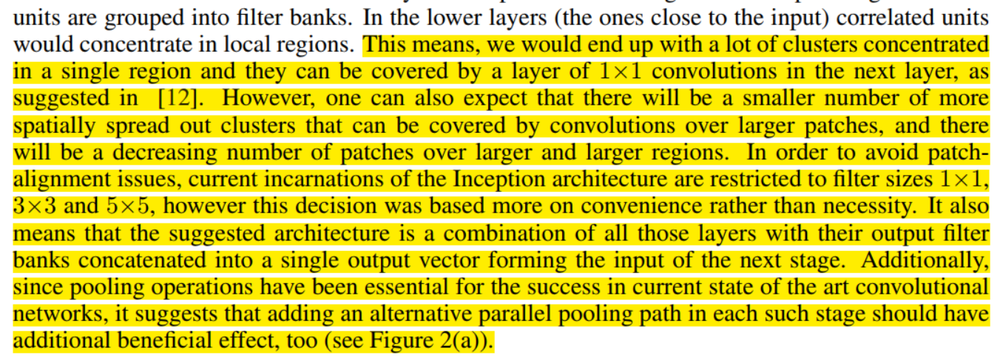 units are grouped into filter banks. In the lower layers (the ones close to the input) correlated units
would concentrate in local regions. This means, we would end up with a lot of clusters concentrated
in a single region and they can be covered by a layer of 1×1 convolutions in the next layer, as
suggested in [12]. However, one can also expect that there will be a smaller number of more
spatially spread out clusters that can be covered by convolutions over larger patches, and there
will be a decreasing number of patches over larger and larger regions. In order to avoid patch-
alignment issues, current incarnations of the Inception architecture are restricted to filter sizes 1×1,
3×3 and 5×5, however this decision was based more on convenience rather than necessity. It also
means that the suggested architecture is a combination of all those layers with their output filter
banks concatenated into a single output vector forming the input of the next stage. Additionally,
since pooling operations have been essential for the success in current state of the art convolutional
networks, it suggests that adding an alternative parallel pooling path in each such stage should have
additional beneficial effect, too (see Figure 2(a)).